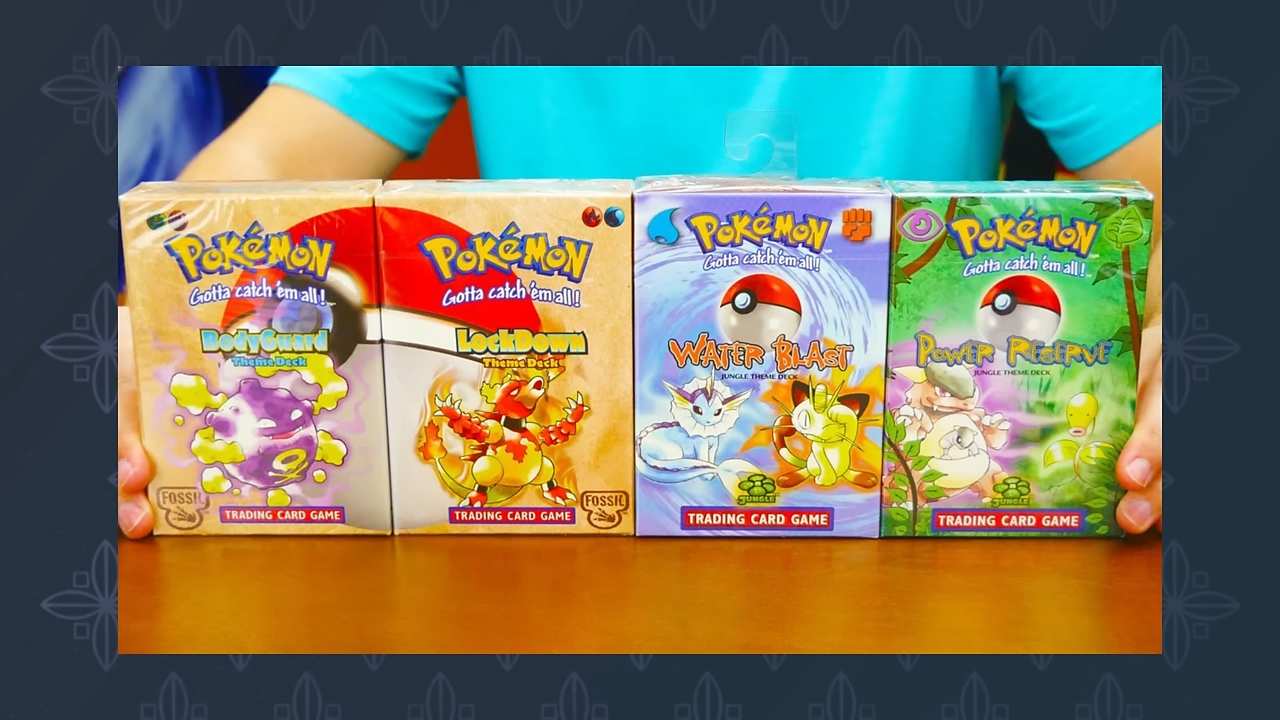 POKéMON
Gotta catch 'em all!
BodyGuard
Theme Deck
FOSSIL
TRADING CARD GAME
POKéMON
Gotta catch 'em all!
LockDown
Theme Deck
FOSSIL
TRADING CARD GAME
POKéMON
Gotta catch 'em all!
WATER BLAST
JUNGLE THEME DECK
JUNGLE
TRADING CARD GAME
POKéMON
Gotta catch 'em all!
POWER RESERVE
JUNGLE THEME DECK
JUNGLE
TRADING CARD GAME